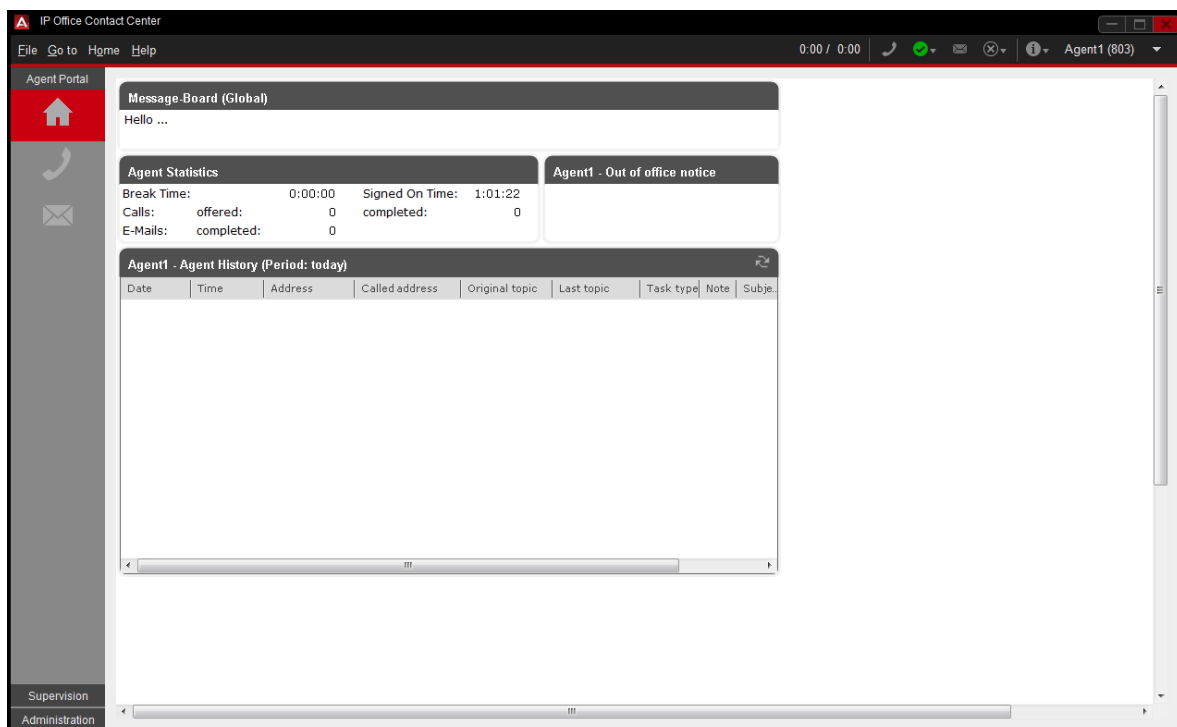 IP Office Contact Center
File Go to Home Help 0:00 / 0:00 Agent1 (803)
Agent Portal
Message-Board (Global)
Hello ...
Agent Statistics
Break Time: 0:00:00 Signed On Time: 1:01:22
Calls: offered: 0 completed: 0
E-Mails: completed: 0
Agent1 - Out of office notice
Agent1 - Agent History (Period: today)
Date Time Address Called address Original topic Last topic Task type Note Subje..
Supervision
Administration